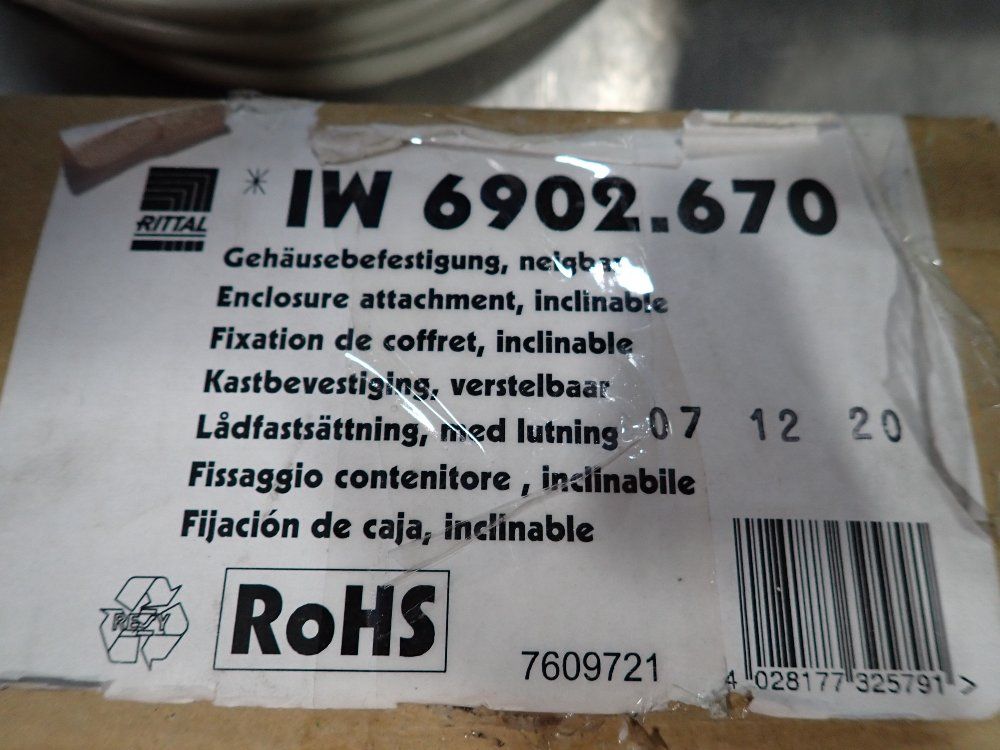 RITTAL
* IW 6902.670
Gehäusebefestigung, neigbar
Enclosure attachment, inclinable
Fixation de coffret, inclinable
Kastbevestiging, verstelbaar
Lådfastsättning, med lutning 07 12 20
Fissaggio contenitore , inclinabile
Fijación de caja, inclinable
REZY
RoHS
7609721
4 028177 325791 >